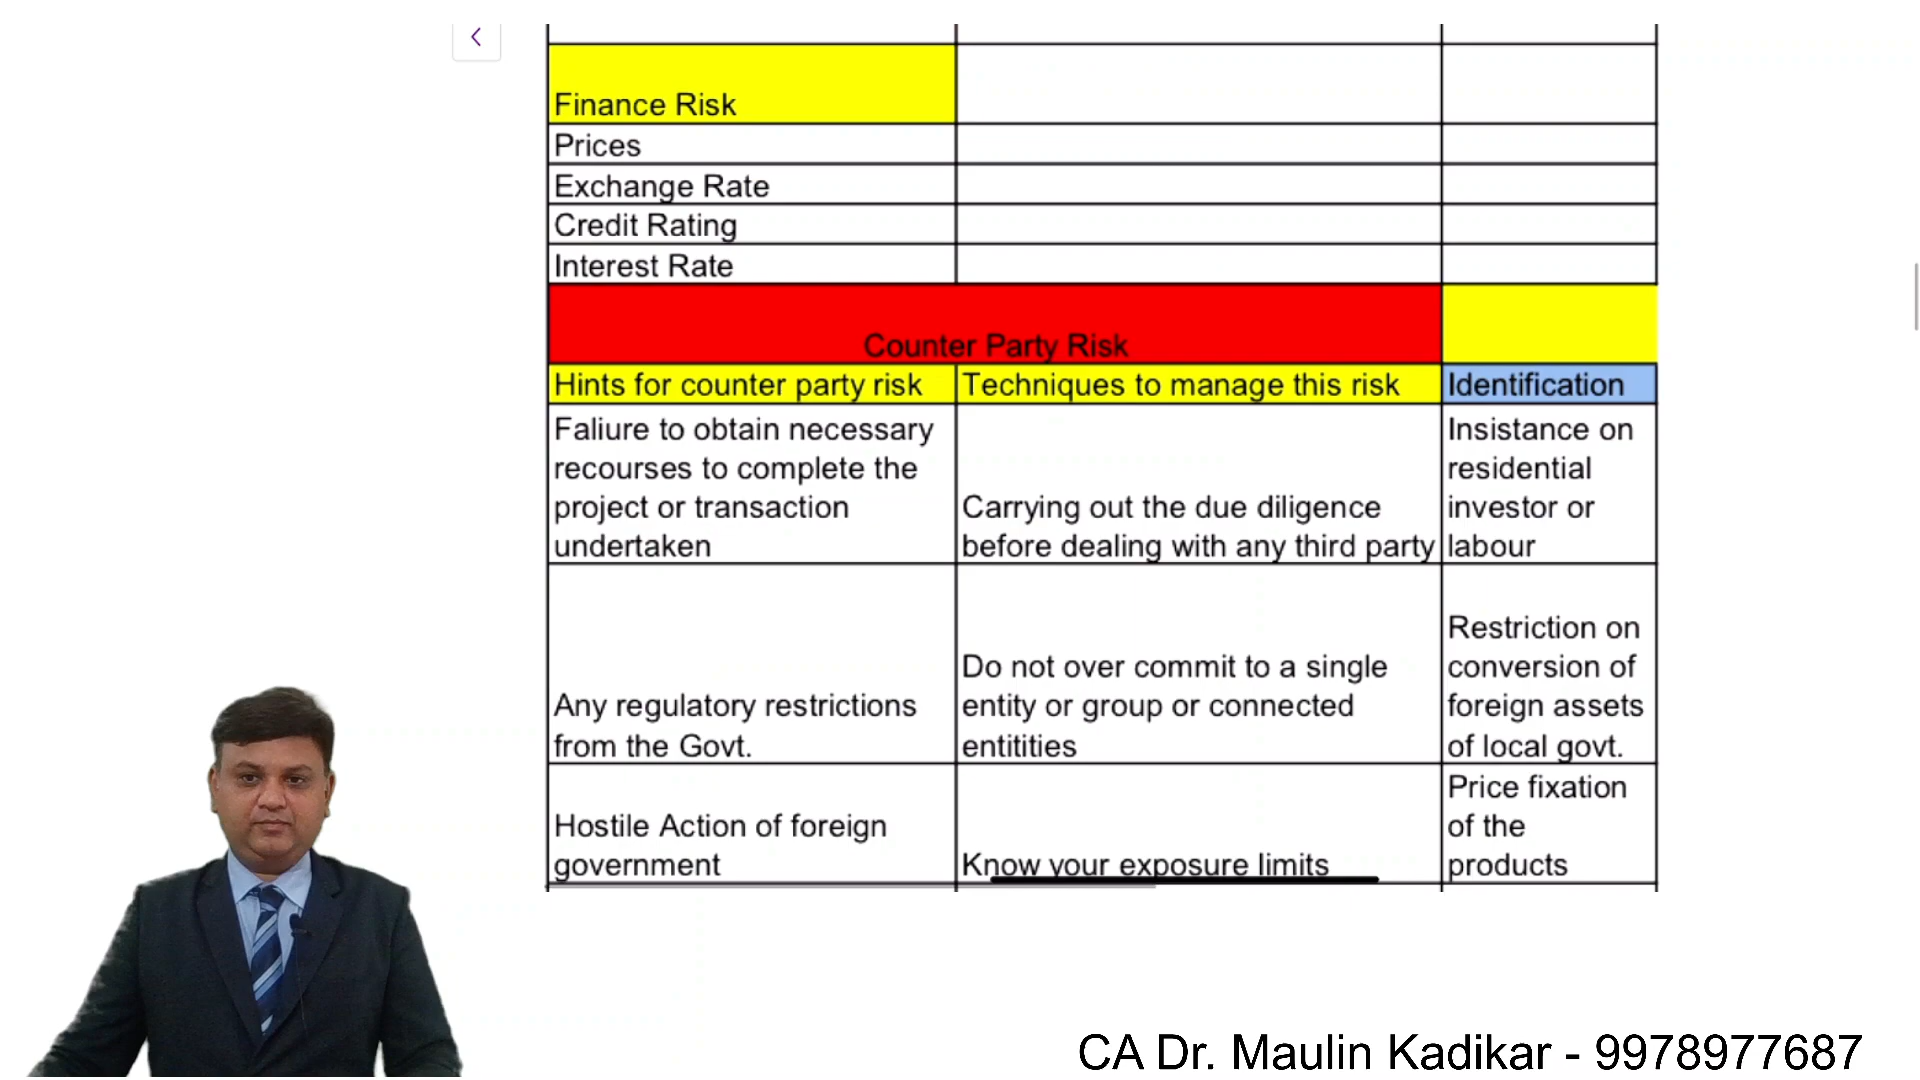 Finance Risk
Prices
Exchange Rate
Credit Rating
Interest Rate
Counter Party Risk
Hints for counter party risk
Techniques to manage this risk
Identification
Faliure to obtain necessary
recourses to complete the
project or transaction
undertaken
Carrying out the due diligence
before dealing with any third party
Insistance on
residential
investor or
labour
Any regulatory restrictions
from the Govt.
Do not over commit to a single
entity or group or connected
entitities
Restriction on
conversion of
foreign assets
of local govt.
Hostile Action of foreign
government
Know your exposure limits
Price fixation
of the
products
CA Dr. Maulin Kadikar - 9978977687